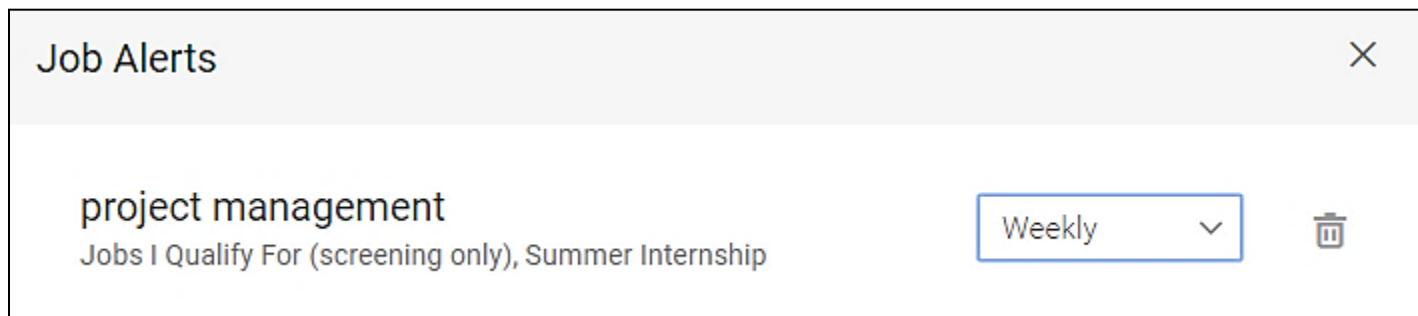 Job Alerts
project management
Weekly
Jobs I Qualify For (screening only), Summer Internship